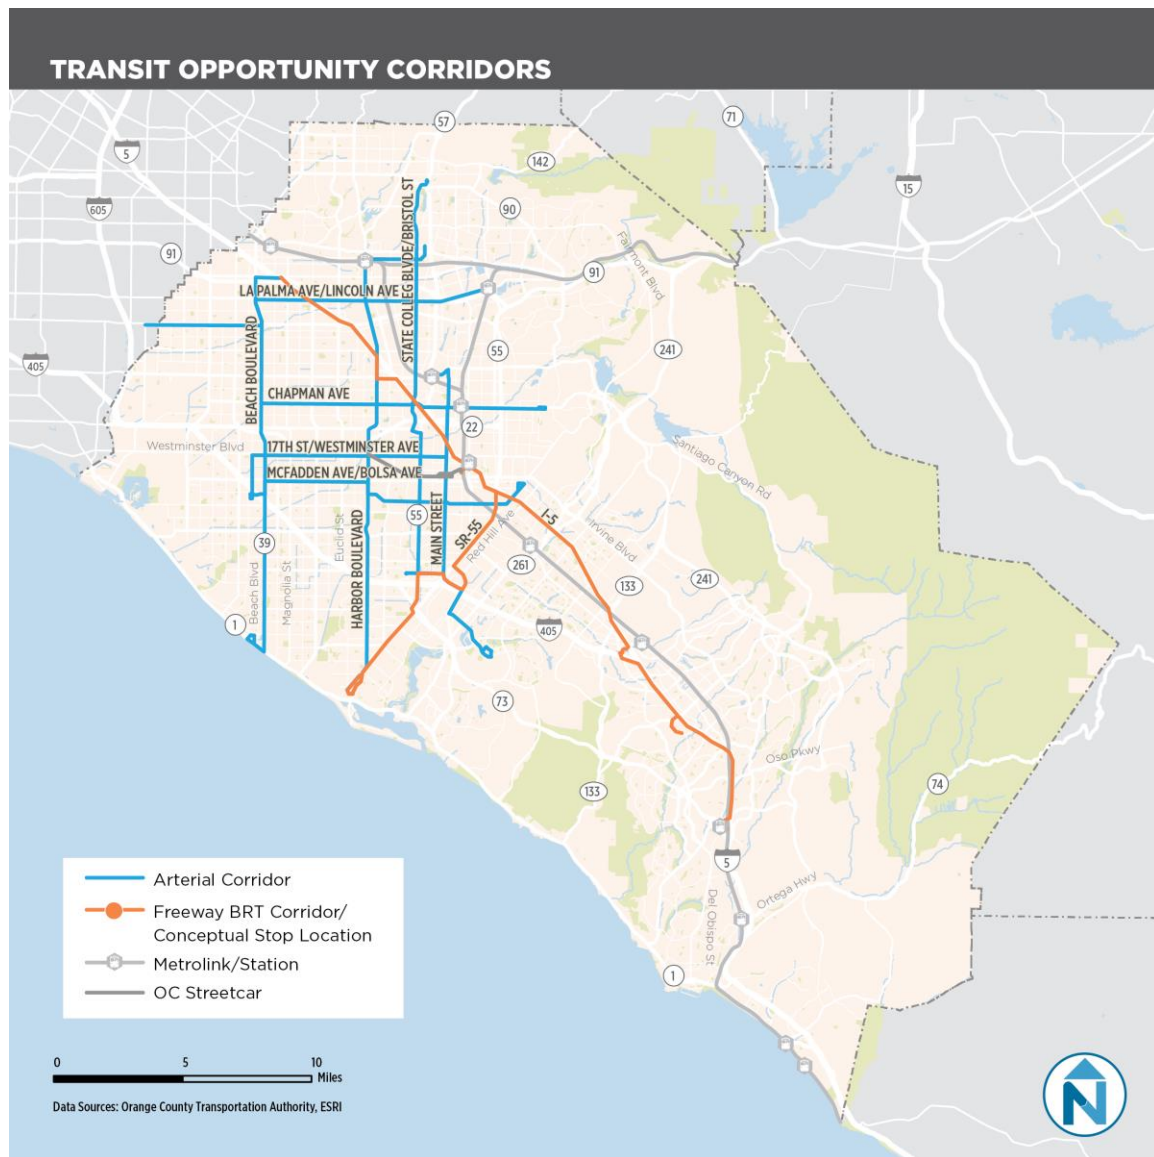 TRANSIT OPPORTUNITY CORRIDORS
57
71
5
142
15
605
90
91
STATE COLLEG BLVDE/BRISTOL ST
Fairmont Blvd
91
LA PALMA AVE/LINCOLN AVE
BEACH BOULEVARD
55
241
405
CHAPMAN AVE
22
Westminster Blvd
17TH ST/WESTMINSTER AVE
Santiago Canyon Rd
MCFADDEN AVE/BOLSA AVE
55
MAIN STREET
SR-55
I-5
Red Hill Ave
Irvine Blvd
Euclid St
HARBOR BOULEVARD
39
261
133
241
Beach Blvd
Magnolia St
1
405
73
Oso Pkwy
133
74
5
Ortega Hwy
Del Obispo St
1
Arterial Corridor
Freeway BRT Corridor/
Conceptual Stop Location
Metrolink/Station
OC Streetcar
0 5 10
Miles
Data Sources: Orange County Transportation Authority, ESRI
N